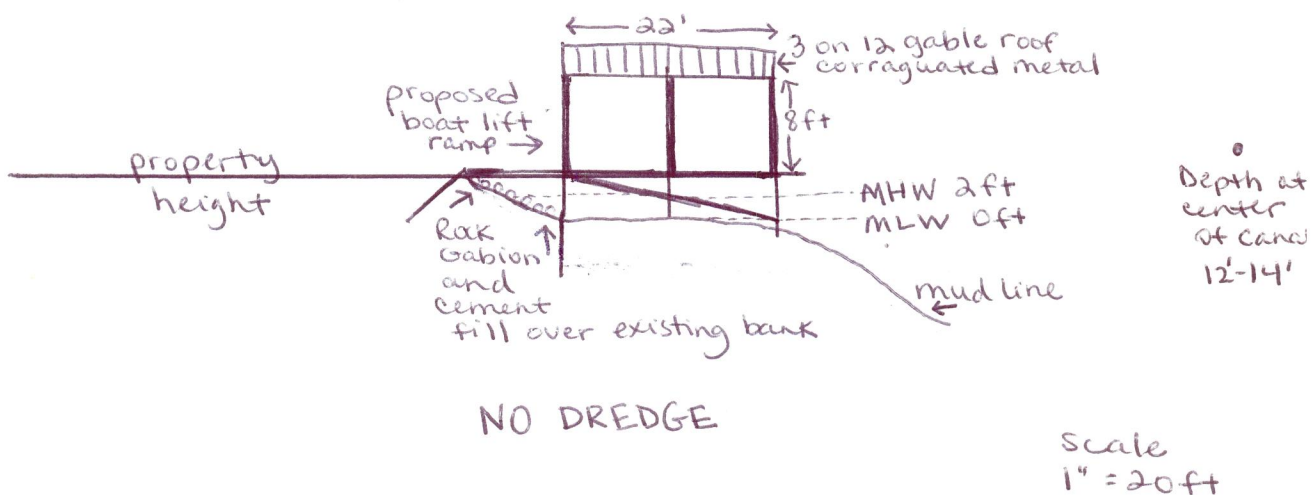 22'
3 on 12 gable roof
corraguated metal
proposed
boat lift
ramp
8ft
property
height
MHW 2ft
MLW 0ft
Depth at
center
of canal
12'-14'
Rock
Gabion
and
cement
fill over existing bank
mud line
NO DREDGE
Scale
1" = 20ft